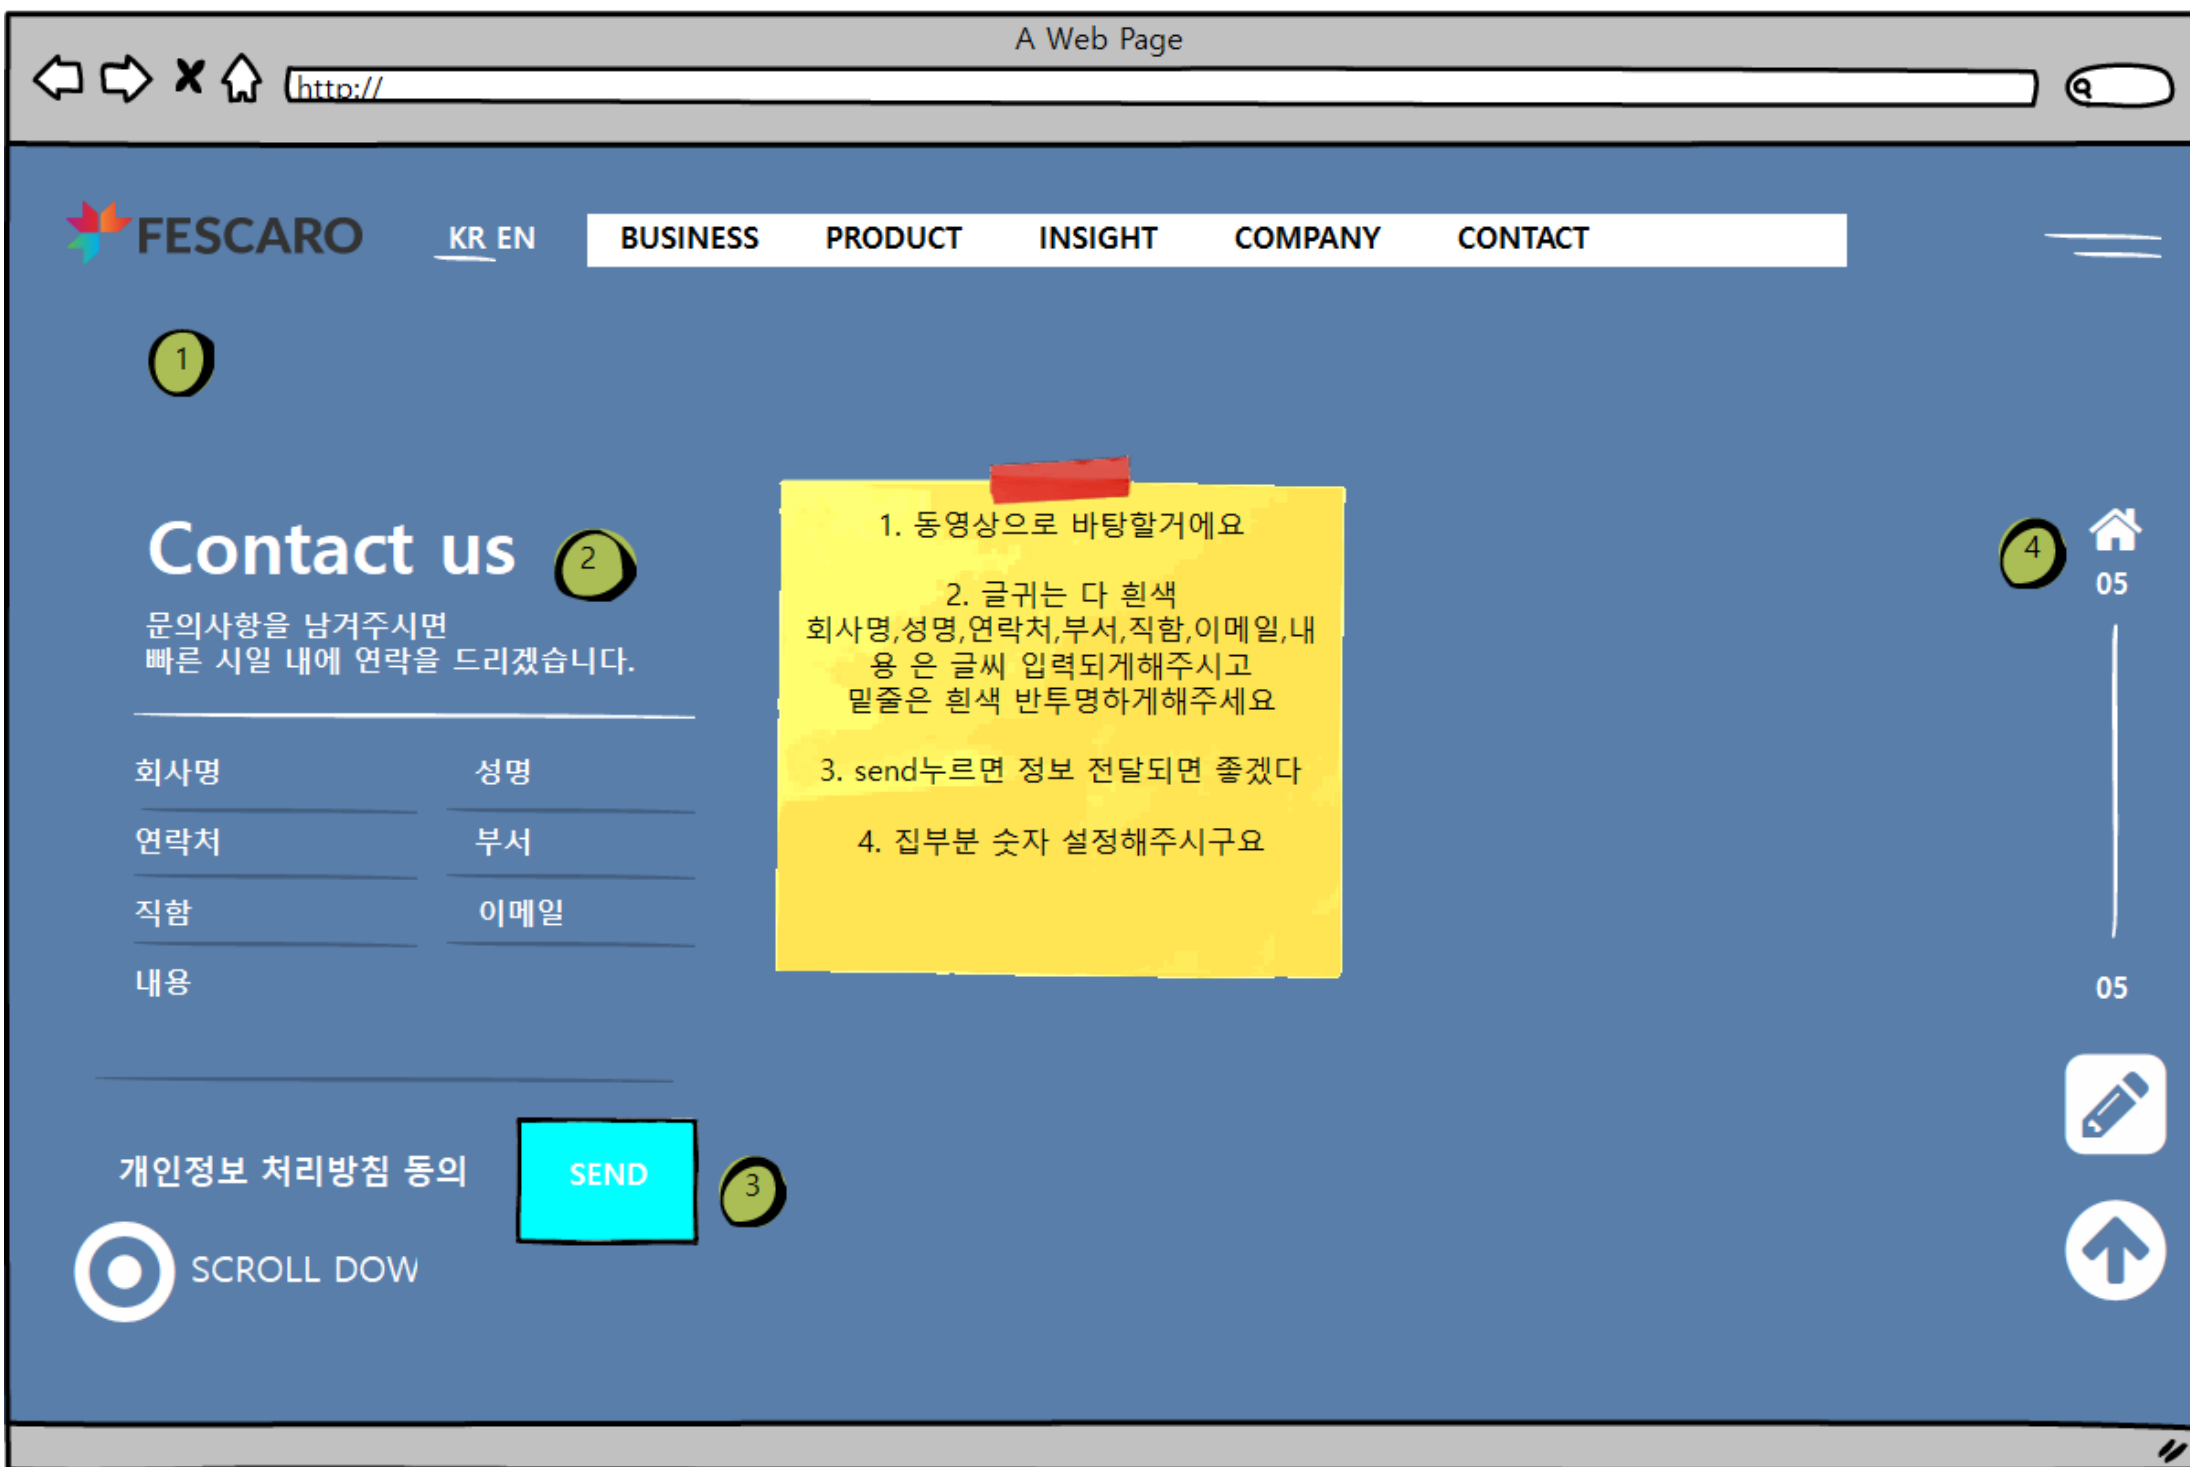 A Web Page
http://
FESCARO
KR EN
BUSINESS PRODUCT INSIGHT COMPANY CONTACT
1
Contact us
2
문의사항을 남겨주시면
빠른 시일 내에 연락을 드리겠습니다.
회사명 성명
연락처 부서
직함 이메일
내용
개인정보 처리방침 동의
SEND
3
SCROLL DOW
1. 동영상으로 바탕할거에요
2. 글귀는 다 흰색
회사명,성명,연락처,부서,직함,이메일,내
용 은 글씨 입력되게해주시고
밑줄은 흰색 반투명하게해주세요
3. send누르면 정보 전달되면 좋겠다
4. 집부분 숫자 설정해주시구요
4
05
05